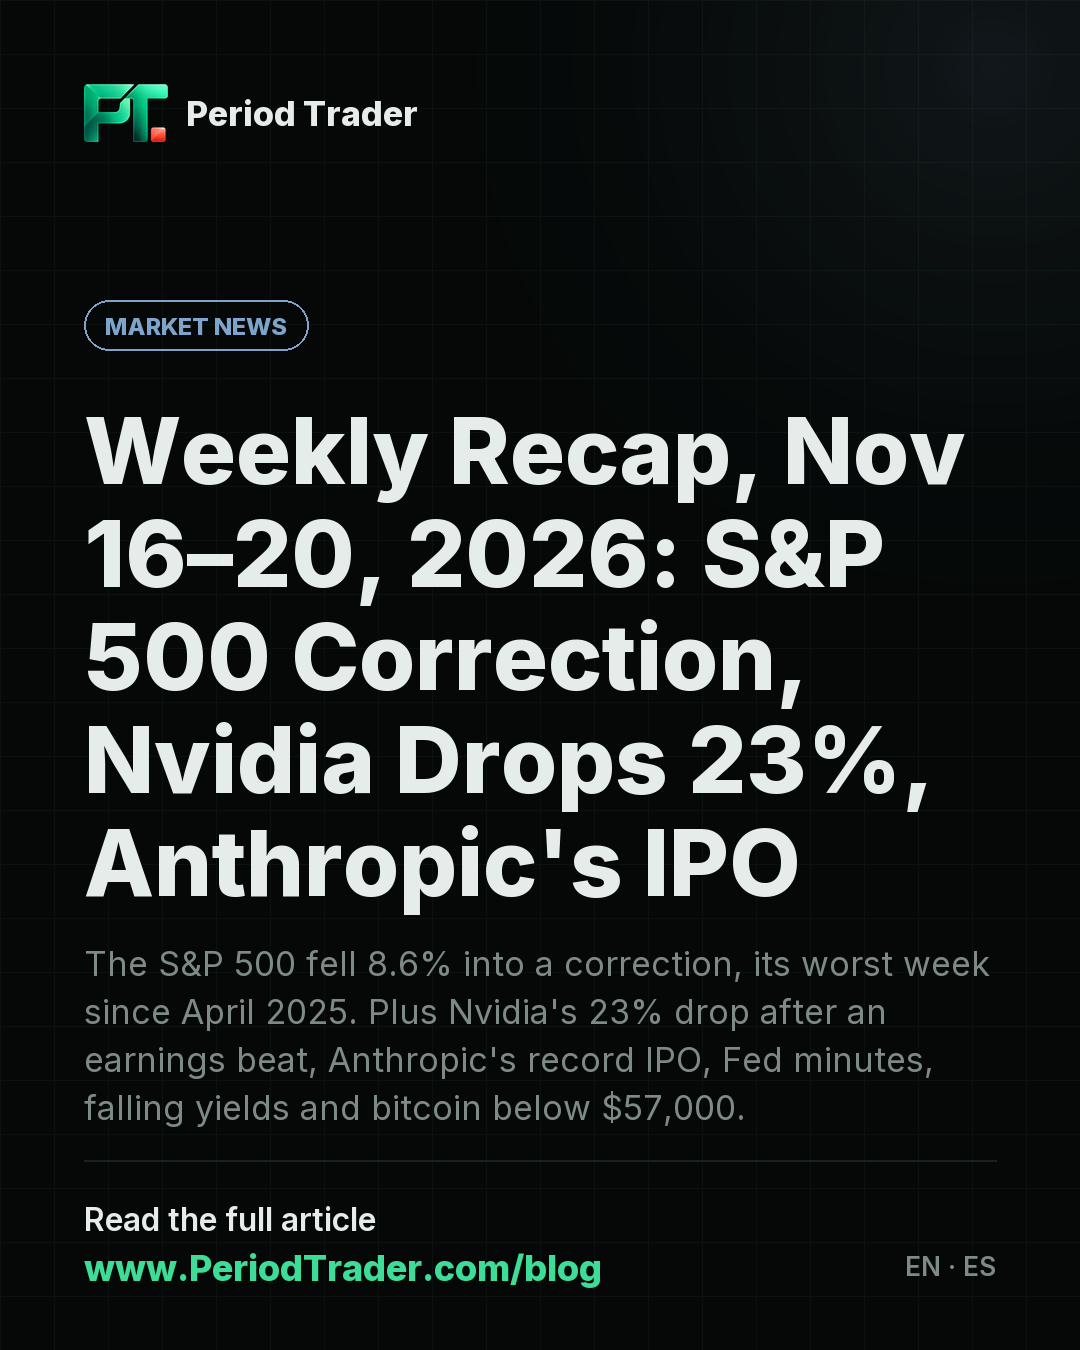 PT.
Period Trader
MARKET NEWS
Weekly Recap, Nov
16–20, 2026: S&P
500 Correction,
Nvidia Drops 23%,
Anthropic's IPO
The S&P 500 fell 8.6% into a correction, its worst week
since April 2025. Plus Nvidia's 23% drop after an
earnings beat, Anthropic's record IPO, Fed minutes,
falling yields and bitcoin below $57,000.
Read the full article
www.PeriodTrader.com/blog
EN · ES